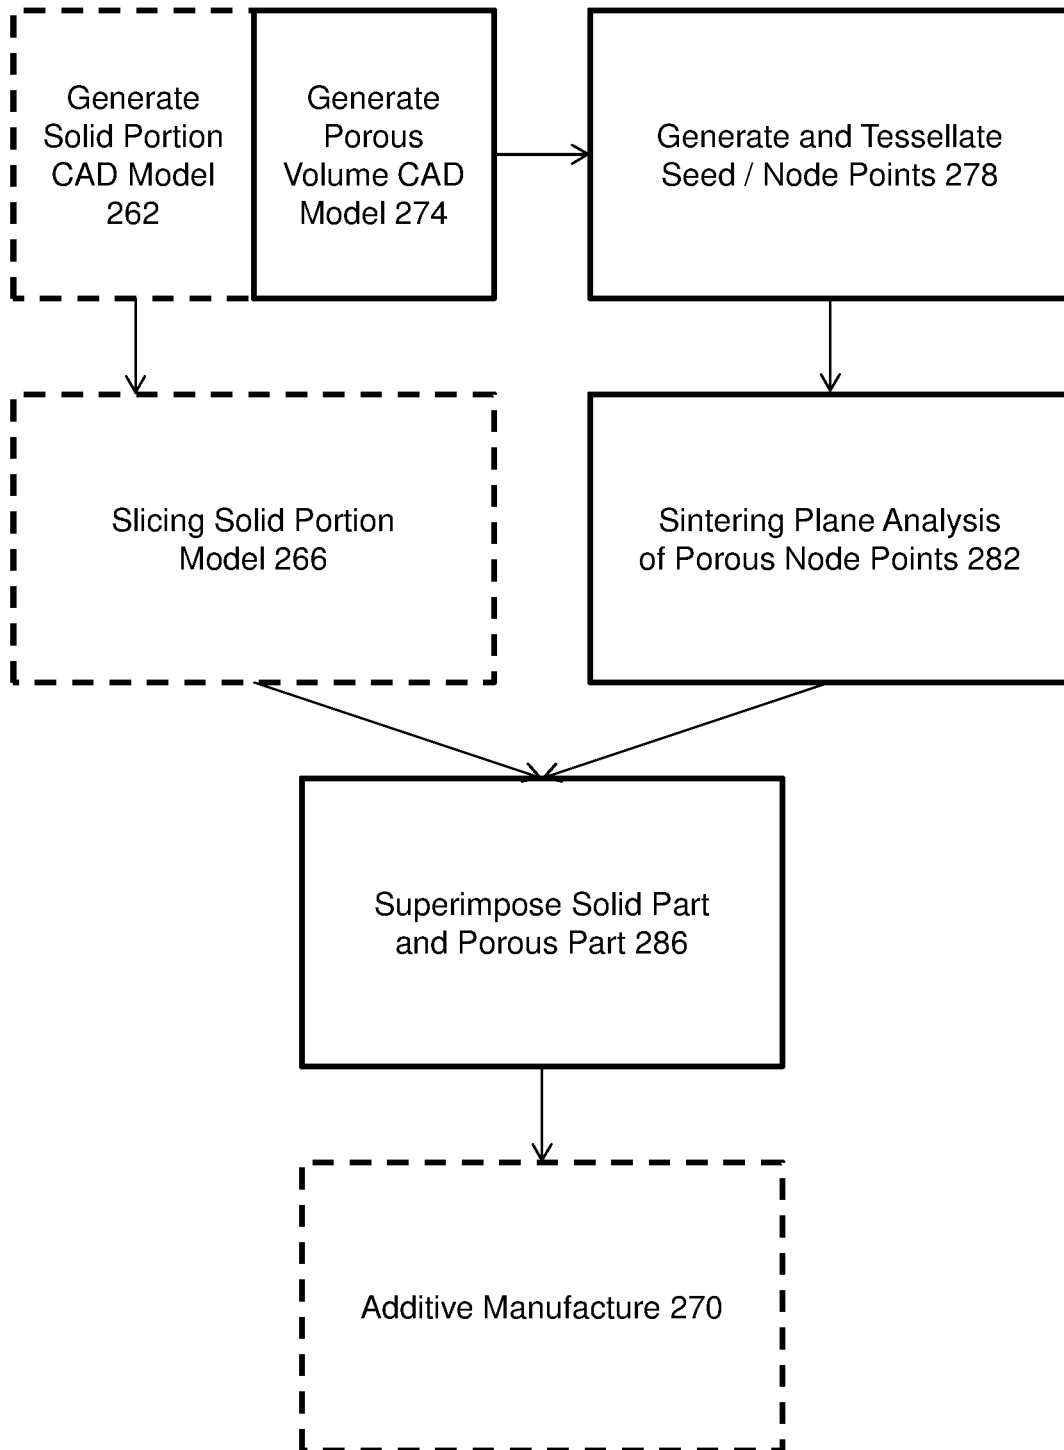 Generate
Solid Portion
CAD Model
262
Generate
Porous
Volume CAD
Model 274
Generate and Tessellate
Seed / Node Points 278
Slicing Solid Portion
Model 266
Sintering Plane Analysis
of Porous Node Points 282
Superimpose Solid Part
and Porous Part 286
Additive Manufacture 270